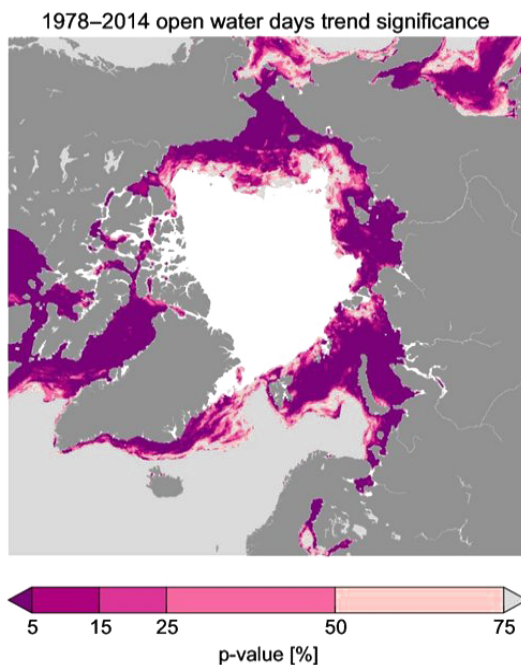 1978–2014 open water days trend significance
5 15 25 50 75
p-value [%]